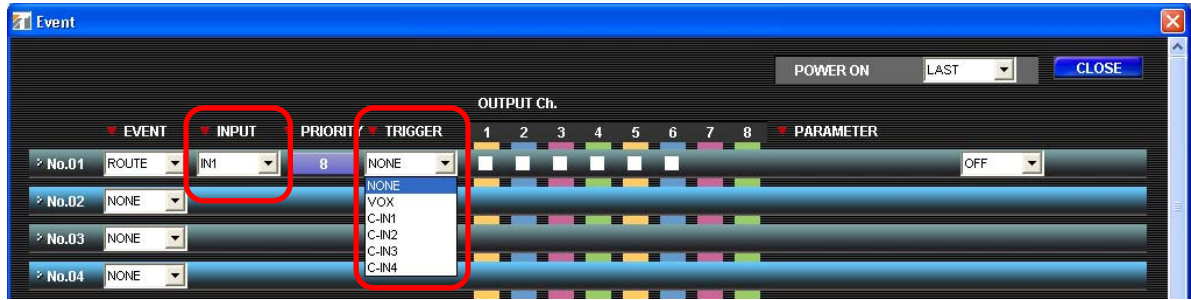 Event
POWER ON LAST CLOSE
OUTPUT Ch.
EVENT INPUT PRIORITY TRIGGER 1 2 3 4 5 6 7 8 PARAMETER
No.01 ROUTE IN1 8 NONE OFF
NONE
No.02 NONE VOX
C-IN1
No.03 NONE C-IN2
C-IN3
No.04 NONE C-IN4